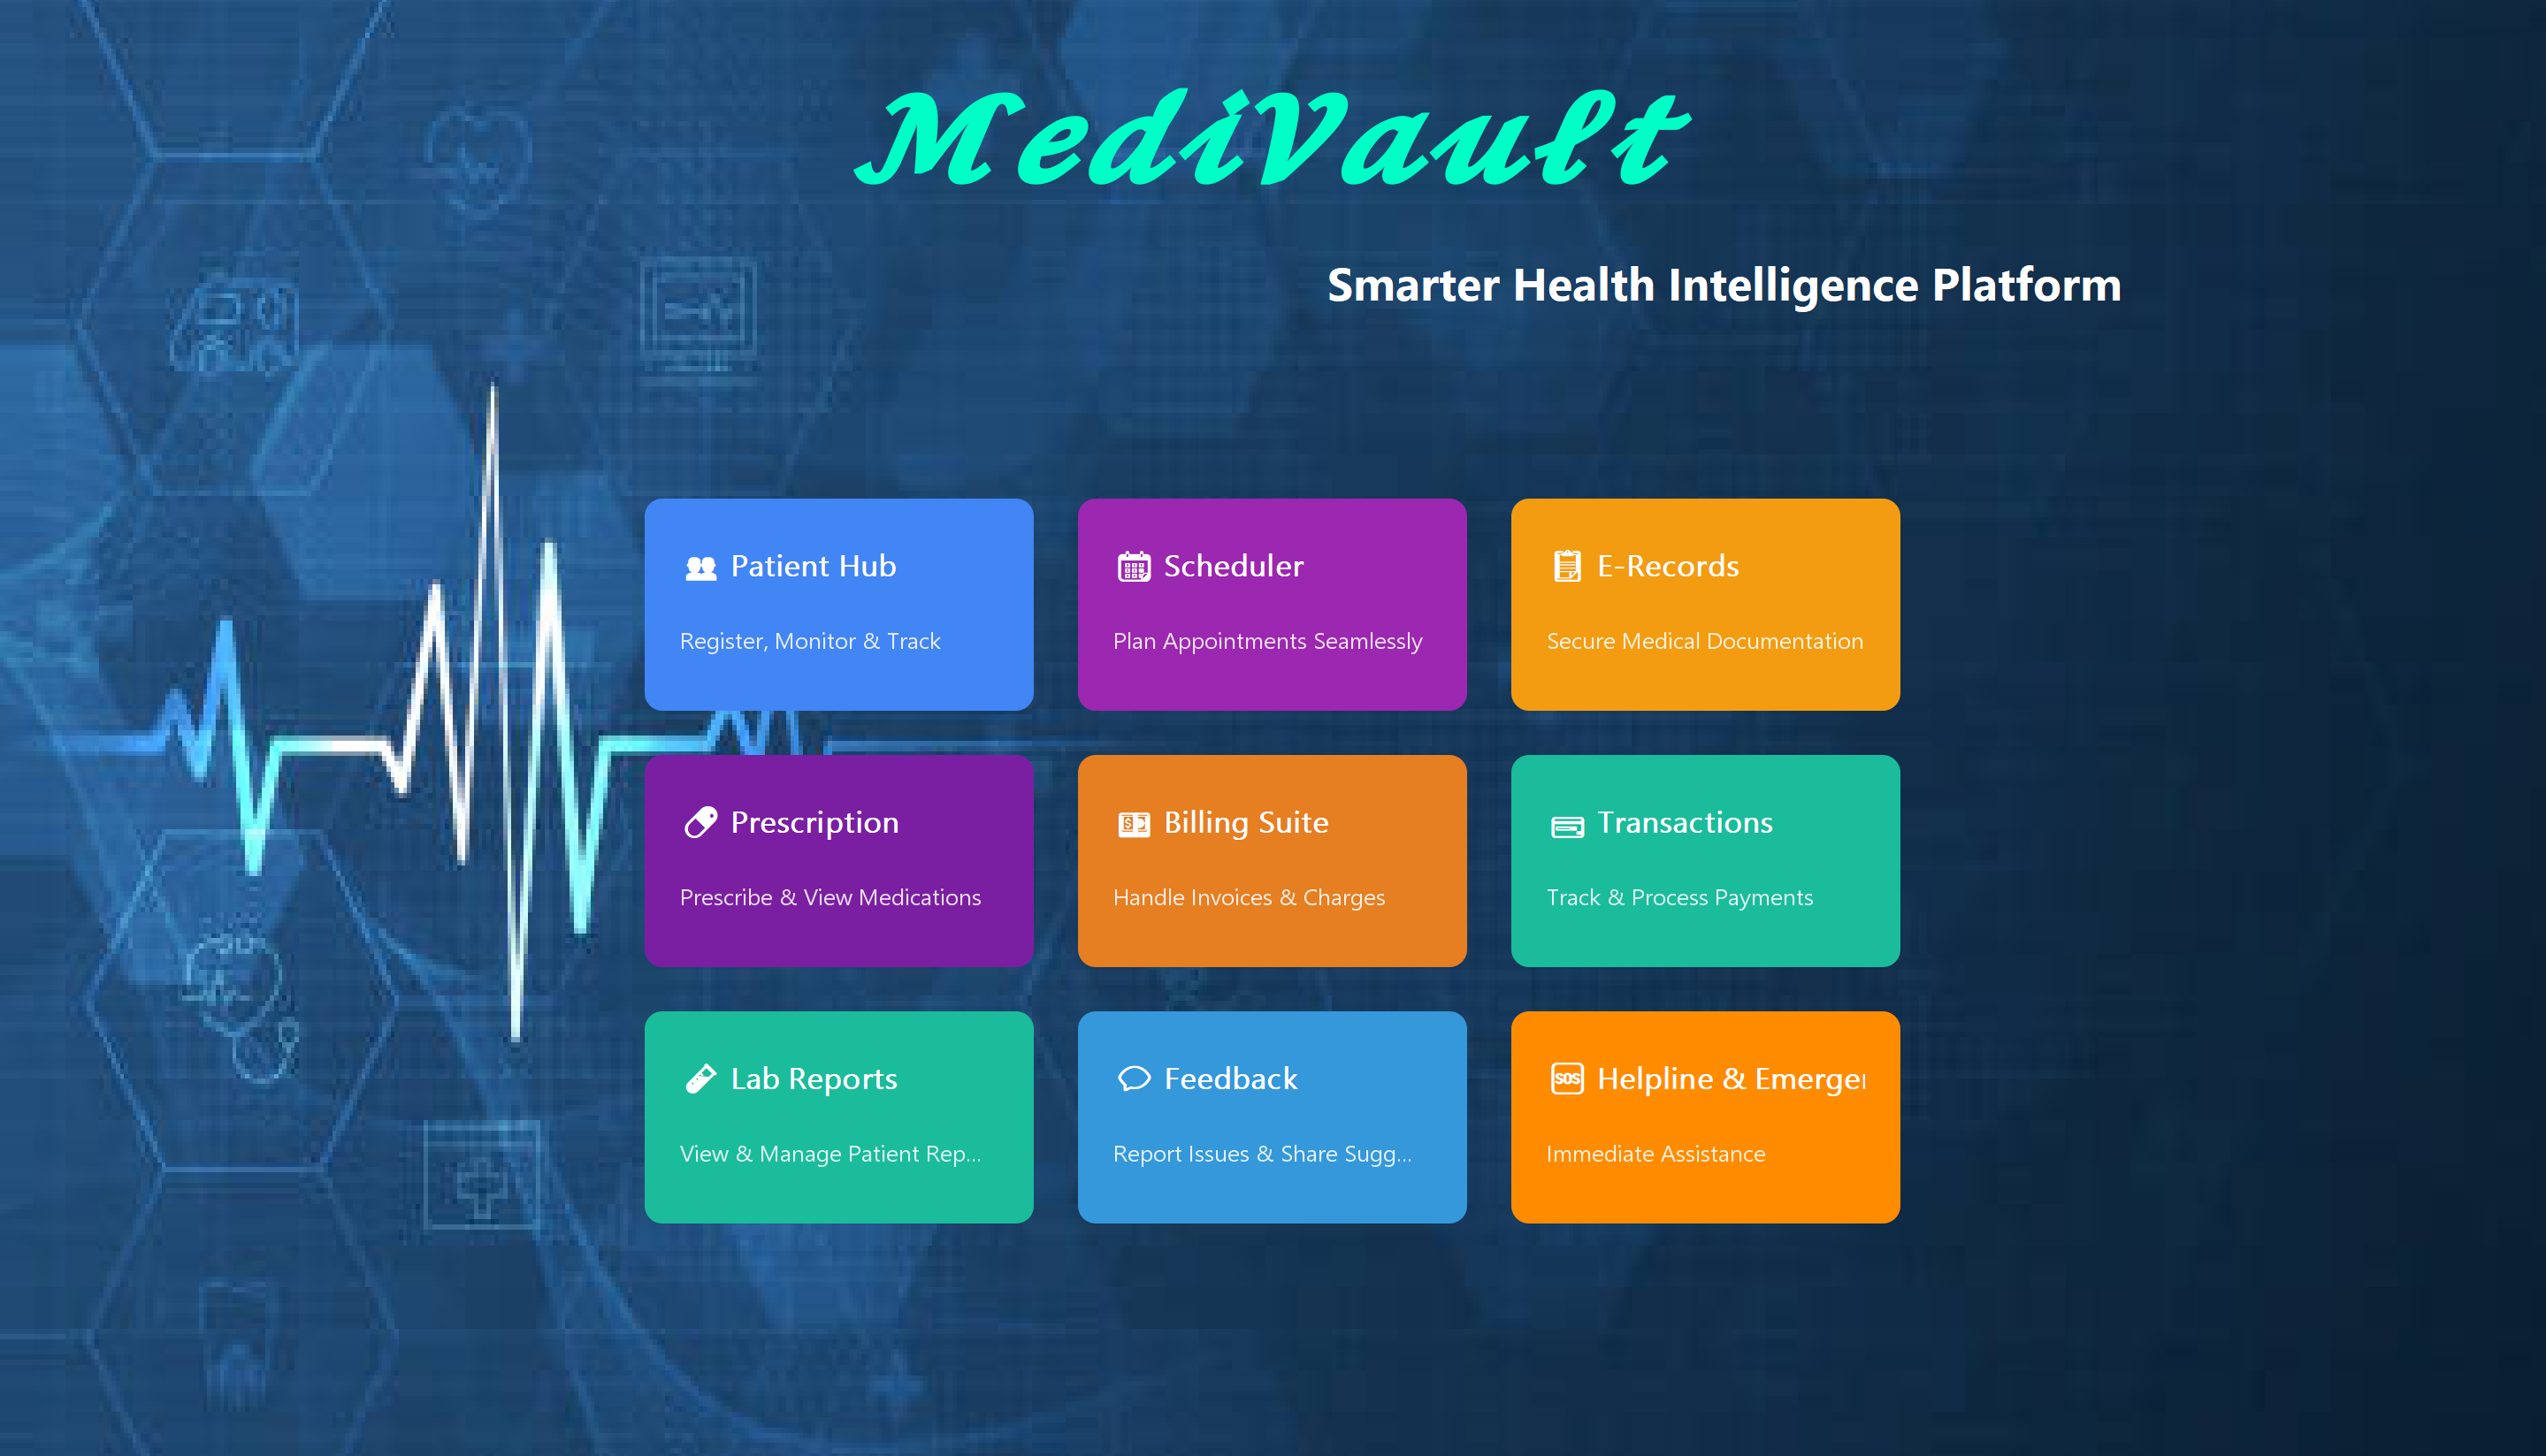 MediVault
Smarter Health Intelligence Platform
Patient Hub
Register, Monitor & Track
Scheduler
Plan Appointments Seamlessly
E-Records
Secure Medical Documentation
Prescription
Prescribe & View Medications
Billing Suite
Handle Invoices & Charges
Transactions
Track & Process Payments
Lab Reports
View & Manage Patient Rep...
Feedback
Report Issues & Share Sugg...
SOS Helpline & Emerge
Immediate Assistance